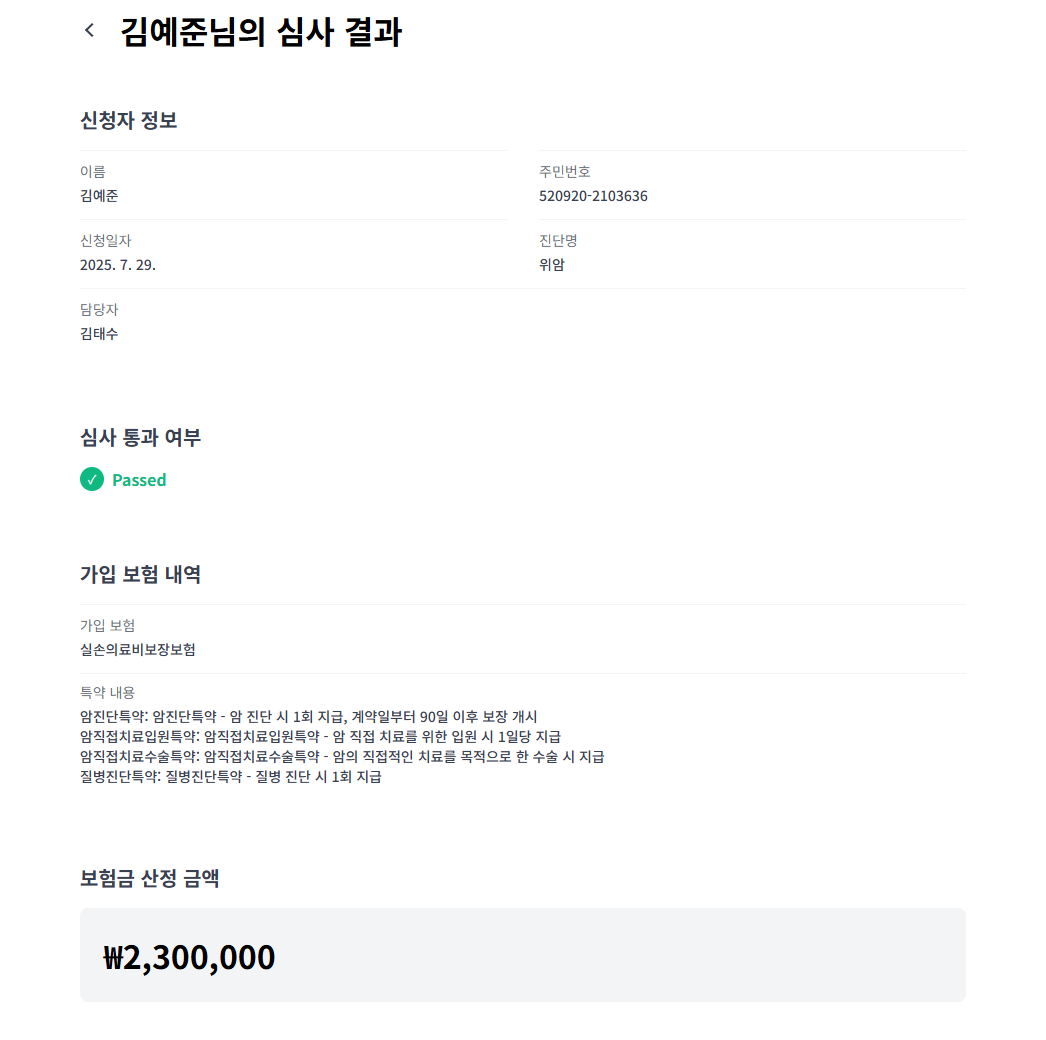 김예준님의 심사 결과
신청자 정보
이름
김예준
주민번호
520920-2103636
신청일자
2025. 7. 29.
진단명
위암
담당자
김태수
심사 통과 여부
✓ Passed
가입 보험 내역
가입 보험
실손의료비보장보험
특약 내용
암진단특약: 암진단특약 - 암 진단 시 1회 지급, 계약일부터 90일 이후 보장 개시
암직접치료입원특약: 암직접치료입원특약 - 암 직접 치료를 위한 입원 시 1일당 지급
암직접치료수술특약: 암직접치료수술특약 - 암의 직접적인 치료를 목적으로 한 수술 시 지급
질병진단특약: 질병진단특약 - 질병 진단 시 1회 지급
보험금 산정 금액
₩2,300,000